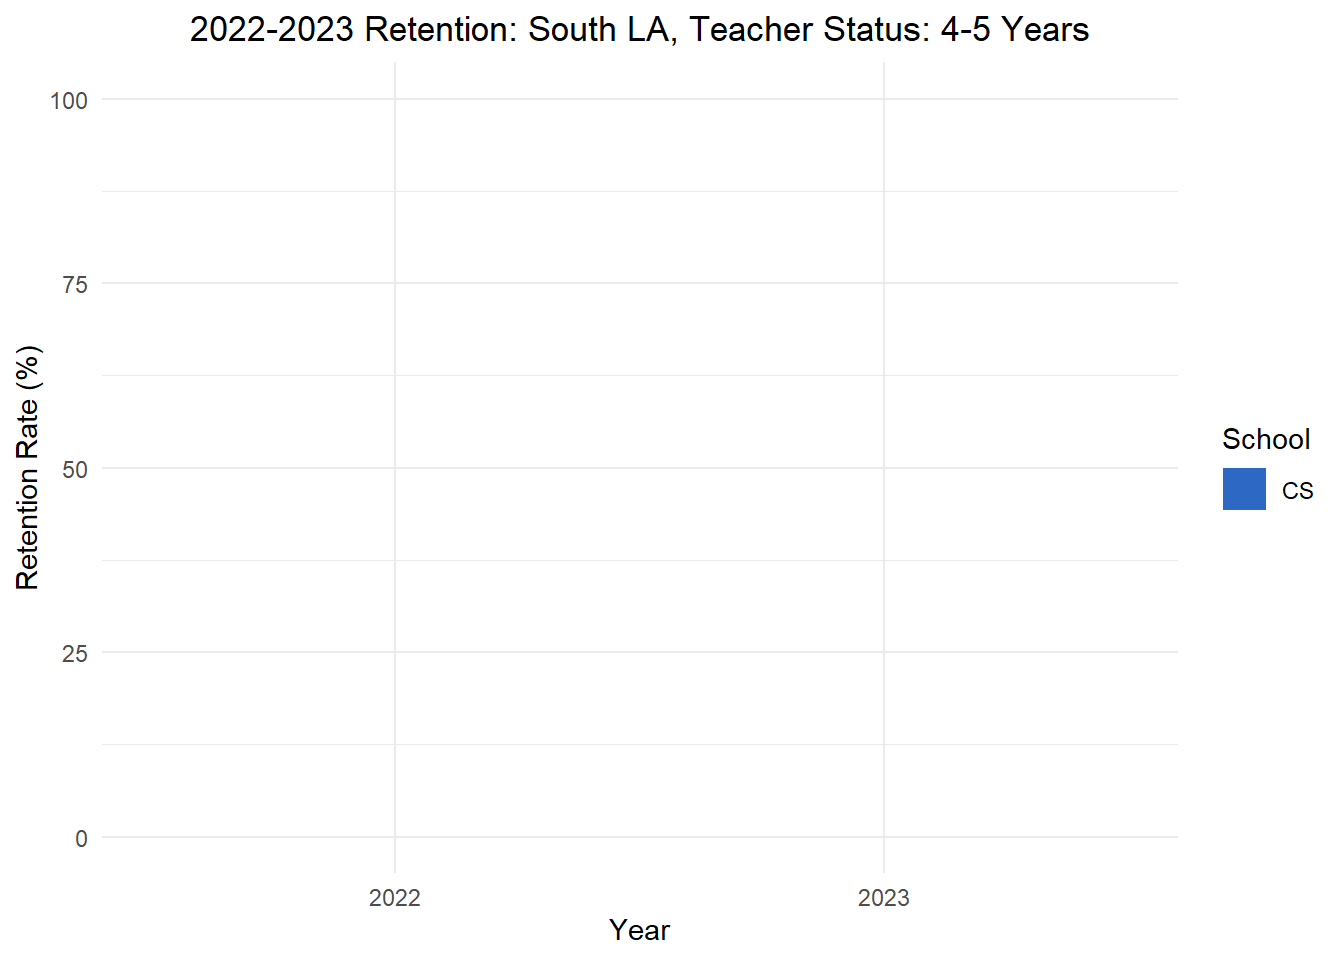 2022-2023 Retention: South LA, Teacher Status: 4-5 Years
100
75
50
25
0
Retention Rate (%)
2022
2023
Year
School
CS